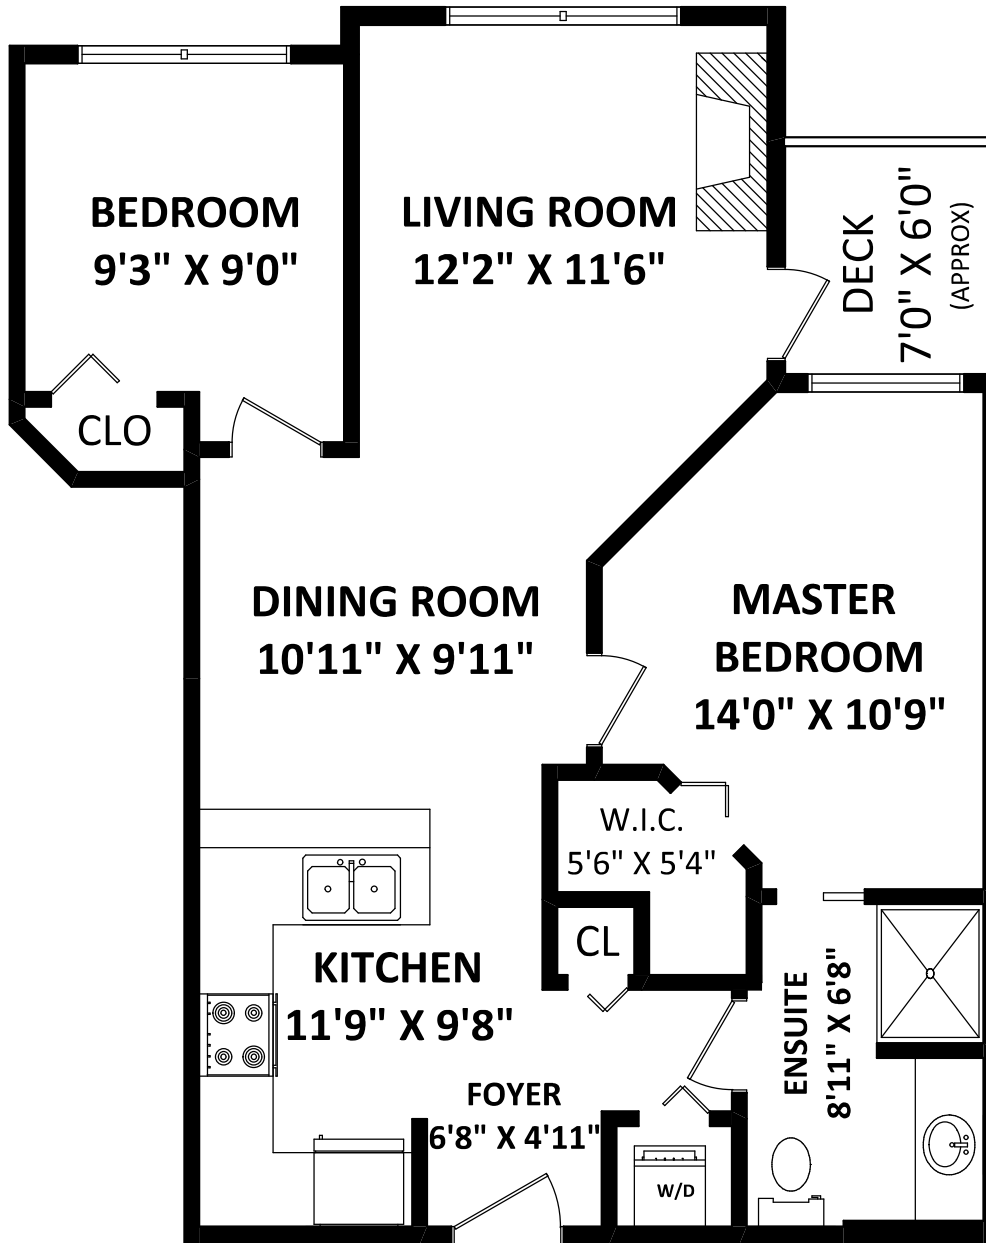 BEDROOM
9'3" X 9'0"
LIVING ROOM
12'2" X 11'6"
DECK
7'0" X 6'0"
(APPROX)
CLO
DINING ROOM
10'11" X 9'11"
MASTER
BEDROOM
14'0" X 10'9"
W.I.C.
5'6" X 5'4"
CL
KITCHEN
11'9" X 9'8"
ENSUITE
8'11" X 6'8"
FOYER
6'8" X 4'11"
W/D